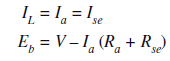 I_L = I_a = I_se
E_b = V – I_a (R_a + R_se)